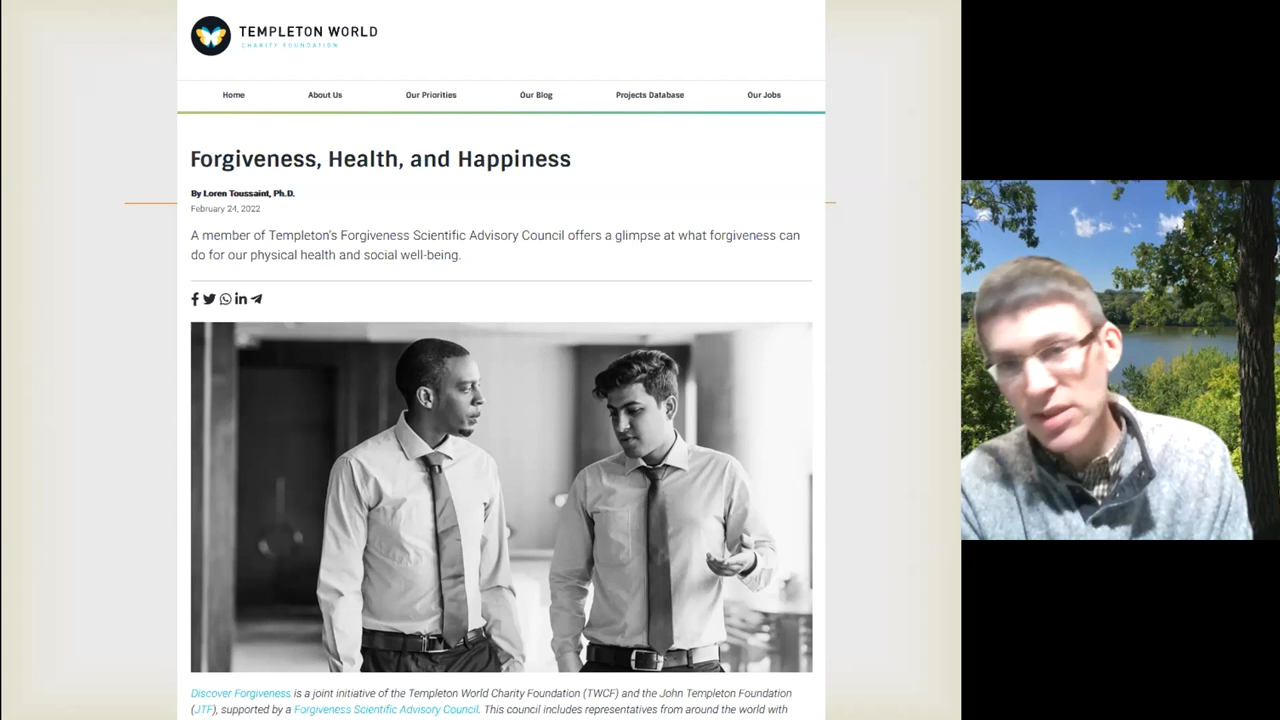 TEMPLETON WORLD
CHARITY FOUNDATION
Home About Us Our Priorities Our Blog Projects Database Our Jobs
Forgiveness, Health, and Happiness
By Loren Toussaint, Ph.D.
February 24, 2022
A member of Templeton's Forgiveness Scientific Advisory Council offers a glimpse at what forgiveness can
do for our physical health and social well-being.
Discover Forgiveness is a joint initiative of the Templeton World Charity Foundation (TWCF) and the John Templeton Foundation
(JTF), supported by a Forgiveness Scientific Advisory Council. This council includes representatives from around the world with